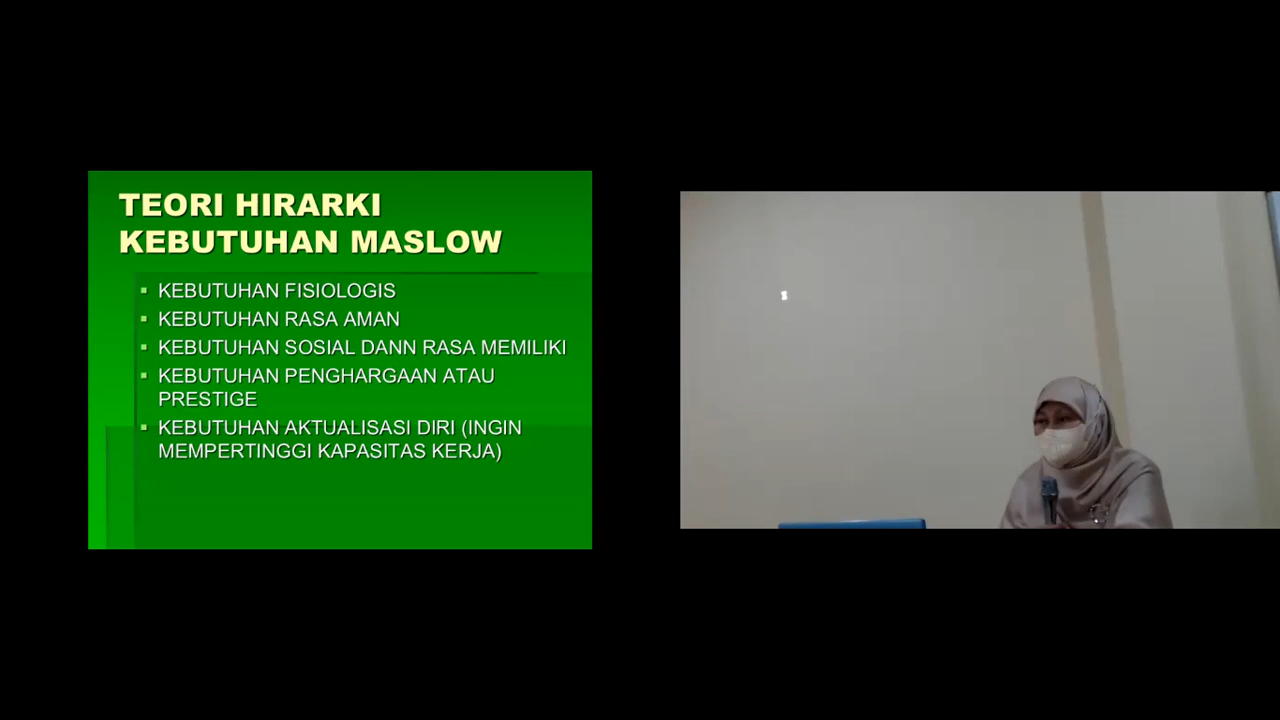 TEORI HIRARKI
KEBUTUHAN MASLOW
KEBUTUHAN FISIOLOGIS
KEBUTUHAN RASA AMAN
KEBUTUHAN SOSIAL DANN RASA MEMILIKI
KEBUTUHAN PENGHARGAAN ATAU
PRESTIGE
KEBUTUHAN AKTUALISASI DIRI (INGIN
MEMPERTINGGI KAPASITAS KERJA)